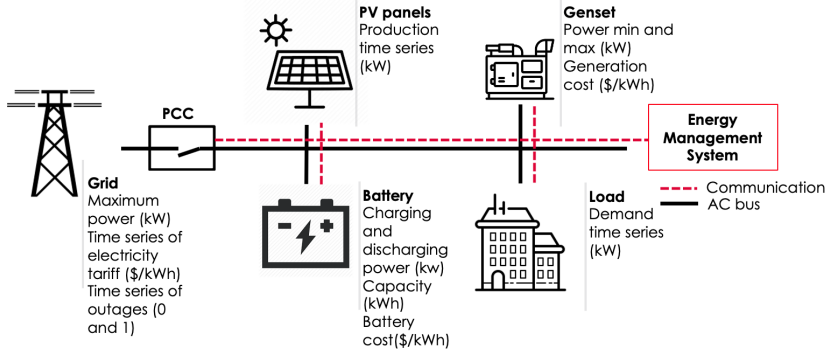 PV panels
Production
time series
(kW)
Genset
Power min and
max (kW)
Generation
cost ($/kWh)
PCC
Energy
Management
System
Grid
Maximum
power (kW)
Time series of
electricity
tariff ($/kWh)
Time series of
outages (0
and 1)
Battery
Charging
and
discharging
power (kw)
Capacity
(kWh)
Battery
cost($/kWh)
Load
Demand
time series
(kW)
Communication
AC bus